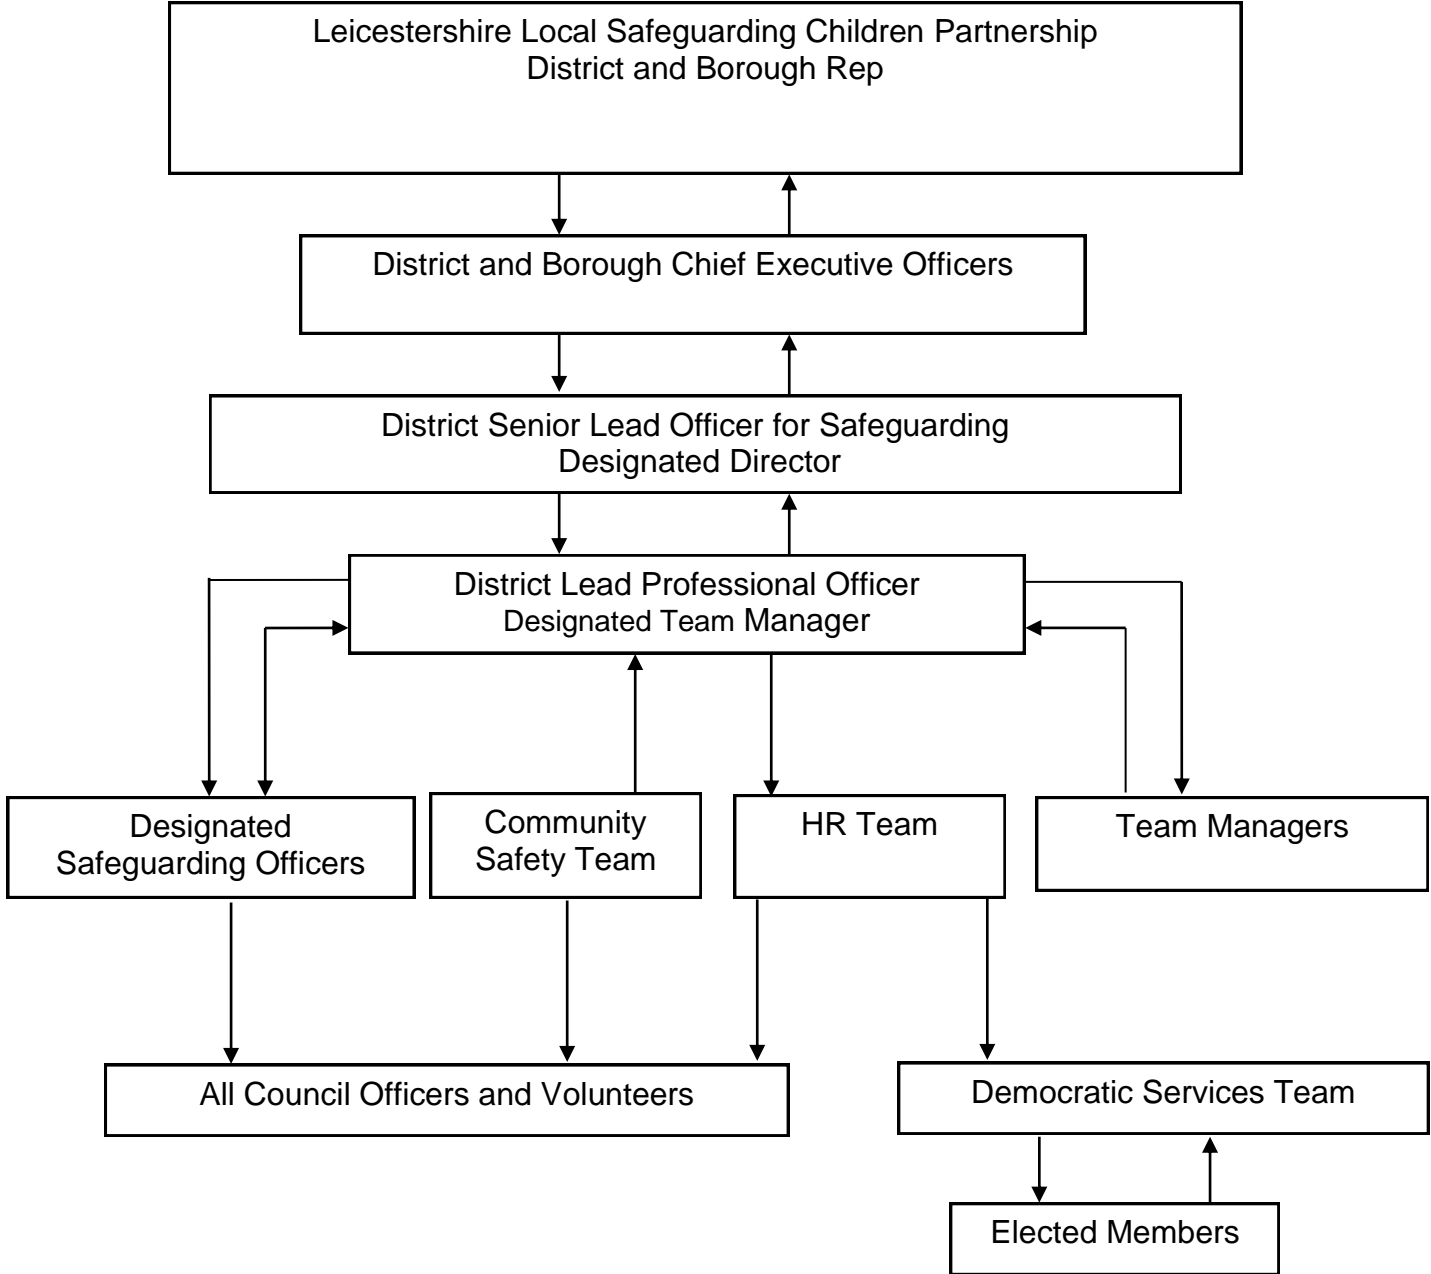 Leicestershire Local Safeguarding Children Partnership
District and Borough Rep
District and Borough Chief Executive Officers
District Senior Lead Officer for Safeguarding
Designated Director
District Lead Professional Officer
Designated Team Manager
Designated
Safeguarding Officers
Community
Safety Team
HR Team
Team Managers
All Council Officers and Volunteers
Democratic Services Team
Elected Members